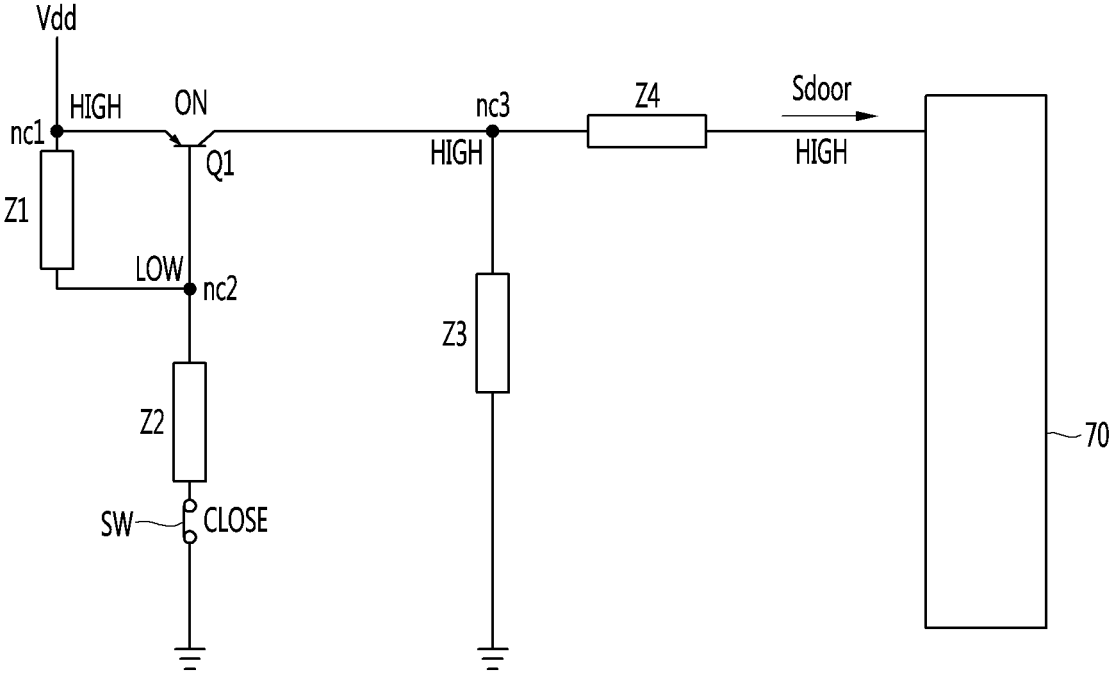 Vdd
HIGH
ON
nc3
Z4
Sdoor
nc1
Q1
HIGH
HIGH
Z1
LOW
nc2
Z3
Z2
70
SW
CLOSE